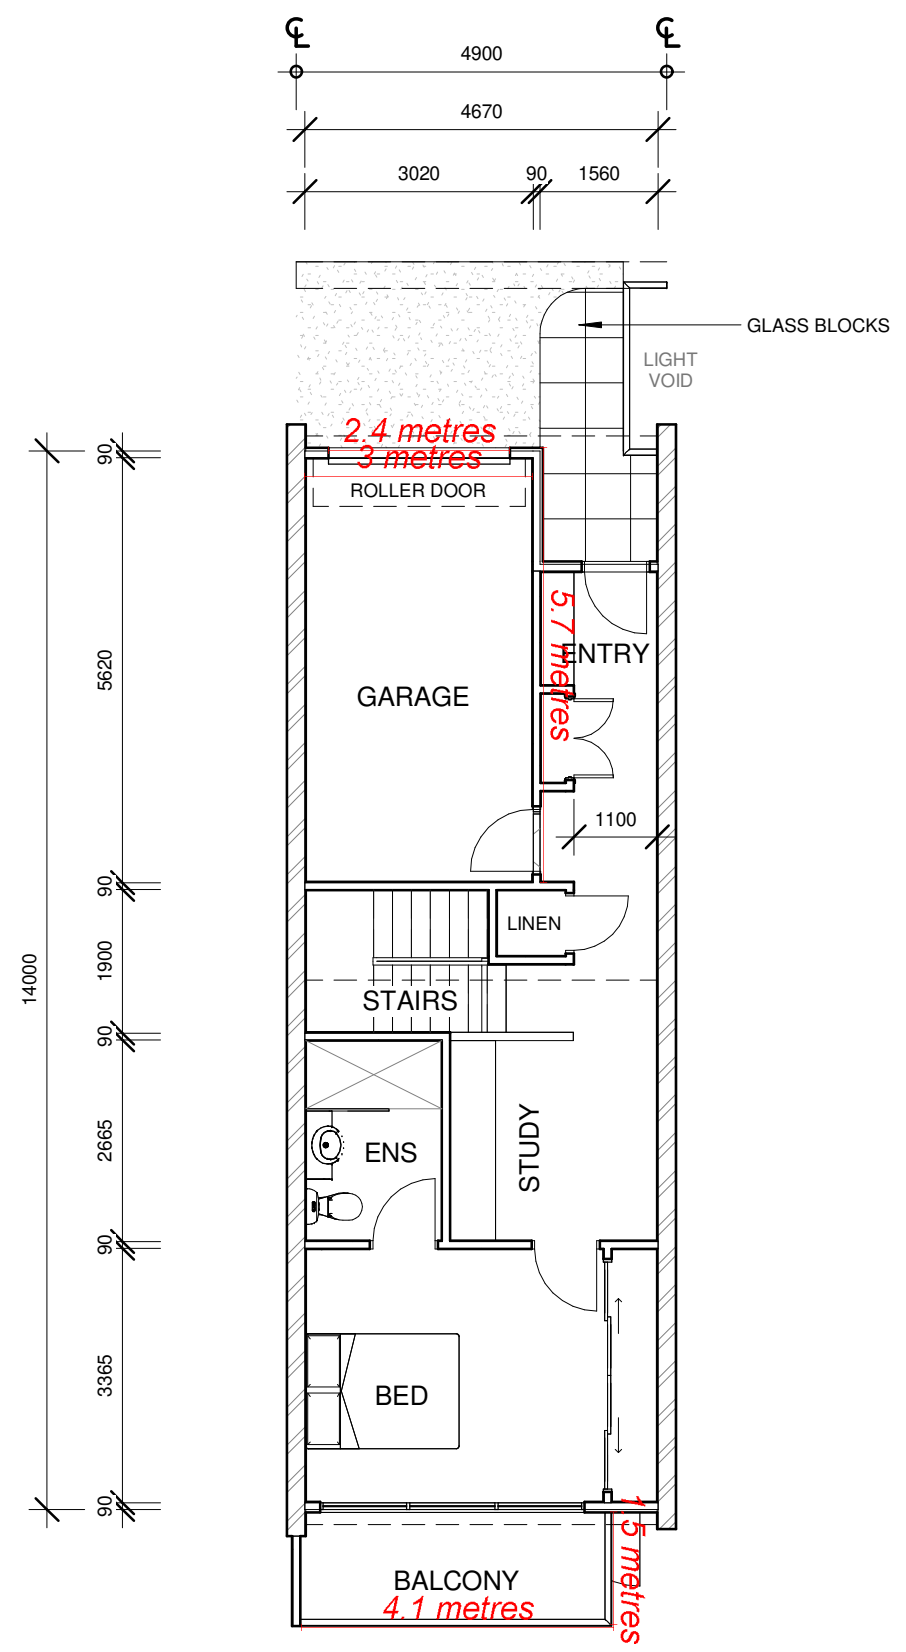 ℄ ℄
4900
4670
3020 90 1560
GLASS BLOCKS
LIGHT
VOID
2.4 metres
3 metres
ROLLER DOOR
90
5.7 metres
ENTRY
5620
GARAGE
1100
90
LINEN
1900
14000
STAIRS
90
2665
ENS
STUDY
90
3365
BED
90
1.5 metres
BALCONY
4.1 metres